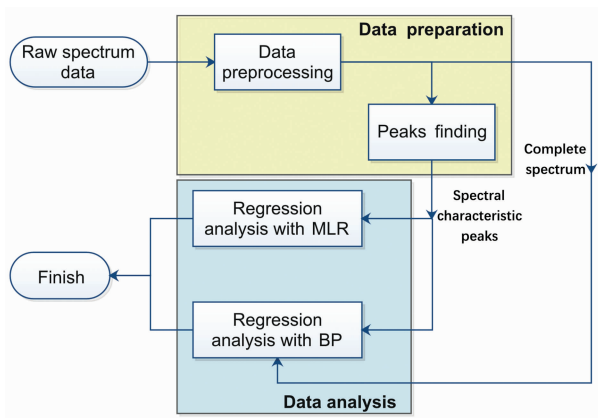 Data preparation
Raw spectrum
data
Data
preprocessing
Peaks finding
Complete
spectrum
Spectral
characteristic
peaks
Regression
analysis with MLR
Finish
Regression
analysis with BP
Data analysis